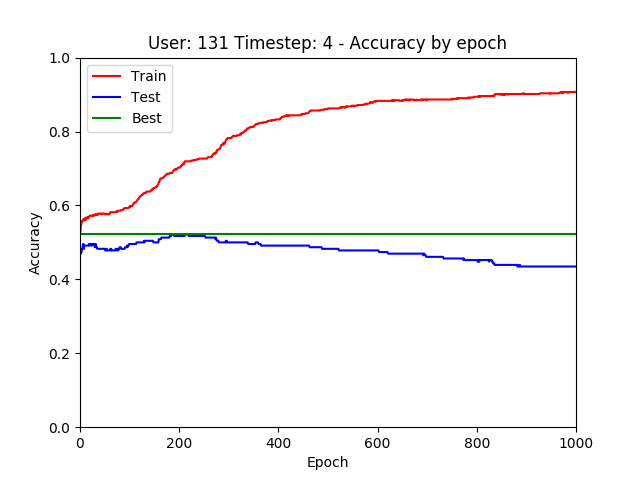 User: 131 Timestep: 4 - Accuracy by epoch
Train
Test
Best
Accuracy
1.0
0.8
0.6
0.4
0.2
0.0
0 200 400 600 800 1000
Epoch